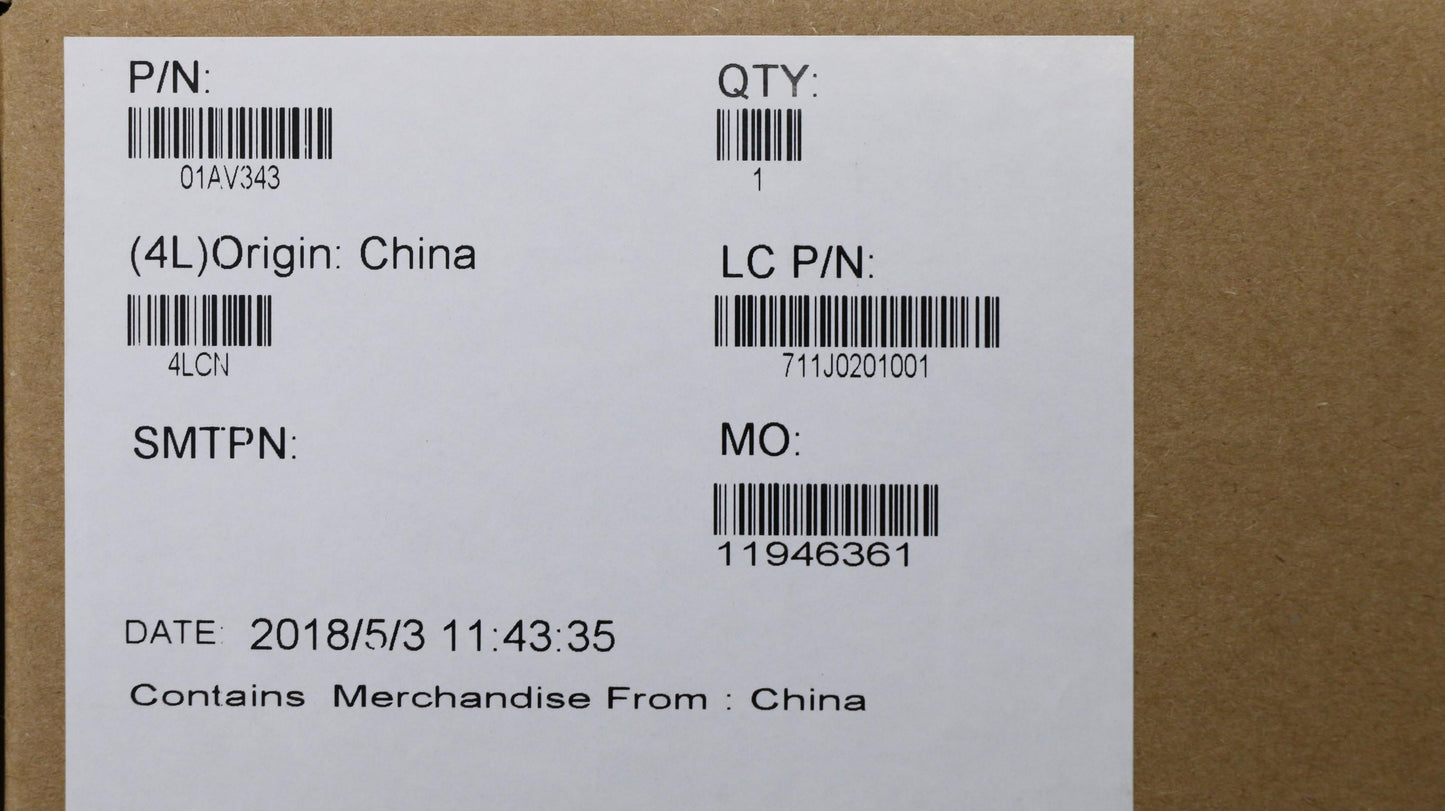 P/N:
01AV343
QTY:
1
(4L)Origin: China
4LCN
LC P/N:
711J0201001
SMTPN:
MO:
11946361
DATE: 2018/5/3 11:43:35
Contains Merchandise From : China